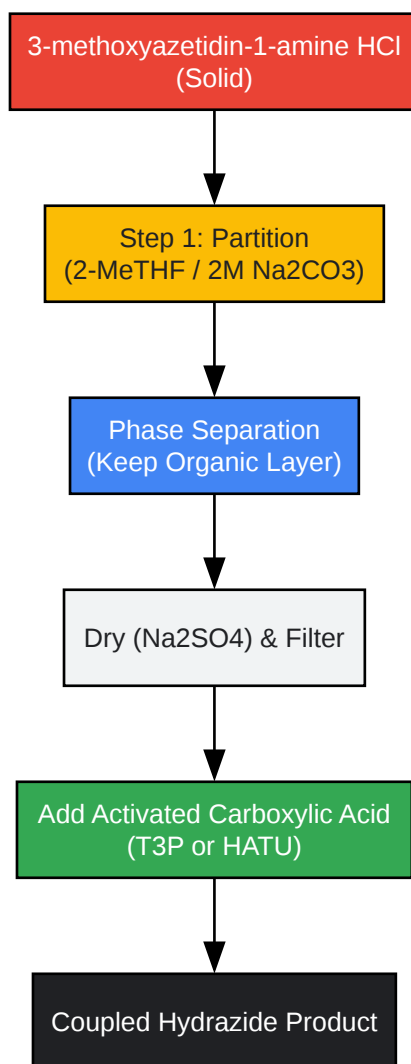 3-methoxyazetidin-1-amine HCl
(Solid)
Step 1: Partition
(2-MeTHF / 2M Na2CO3)
Phase Separation
(Keep Organic Layer)
Dry (Na2SO4) & Filter
Add Activated Carboxylic Acid
(T3P or HATU)
Coupled Hydrazide Product